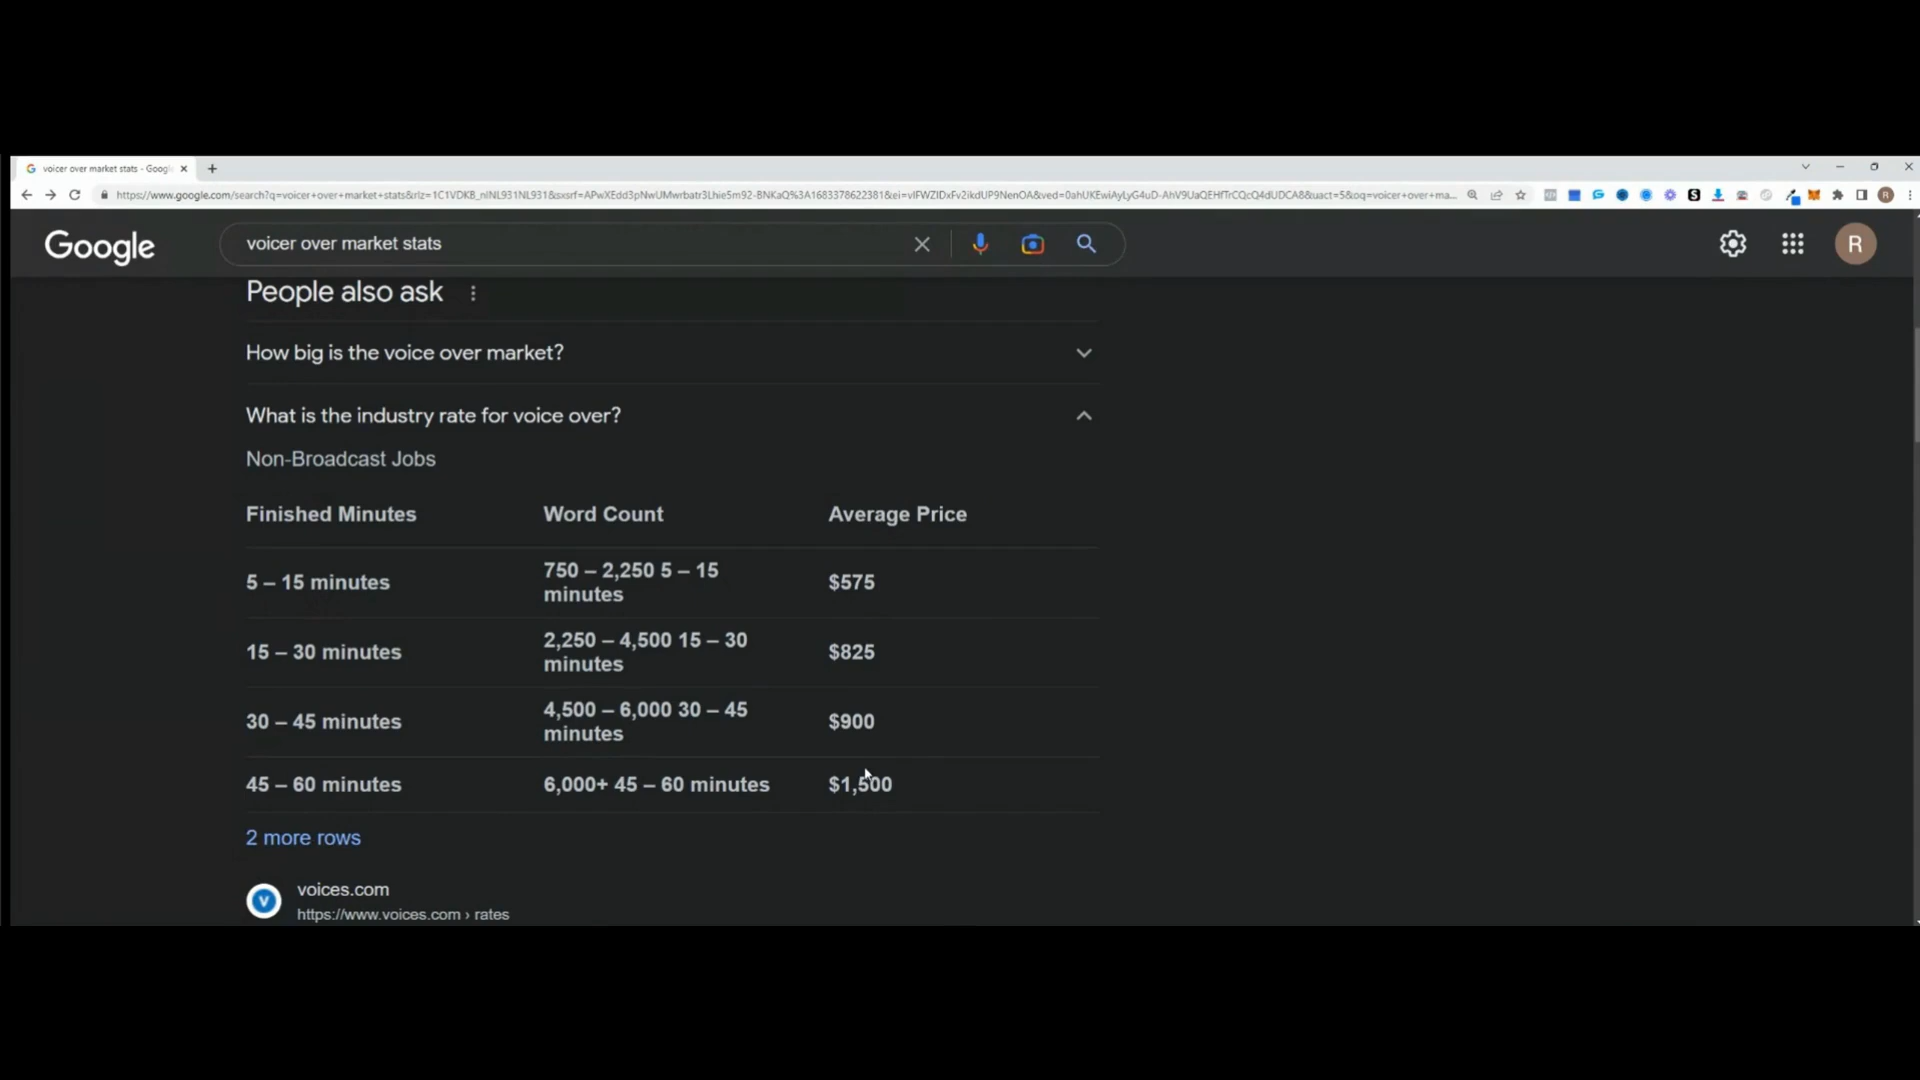 voicer over market stats - Googl
Google
voicer over market stats
R
People also ask
How big is the voice over market?
What is the industry rate for voice over?
Non-Broadcast Jobs
Finished Minutes Word Count Average Price
5 – 15 minutes 750 – 2,250 5 – 15 minutes $575
15 – 30 minutes 2,250 – 4,500 15 – 30 minutes $825
30 – 45 minutes 4,500 – 6,000 30 – 45 minutes $900
45 – 60 minutes 6,000+ 45 – 60 minutes $1,500
2 more rows
V
voices.com
https://www.voices.com › rates